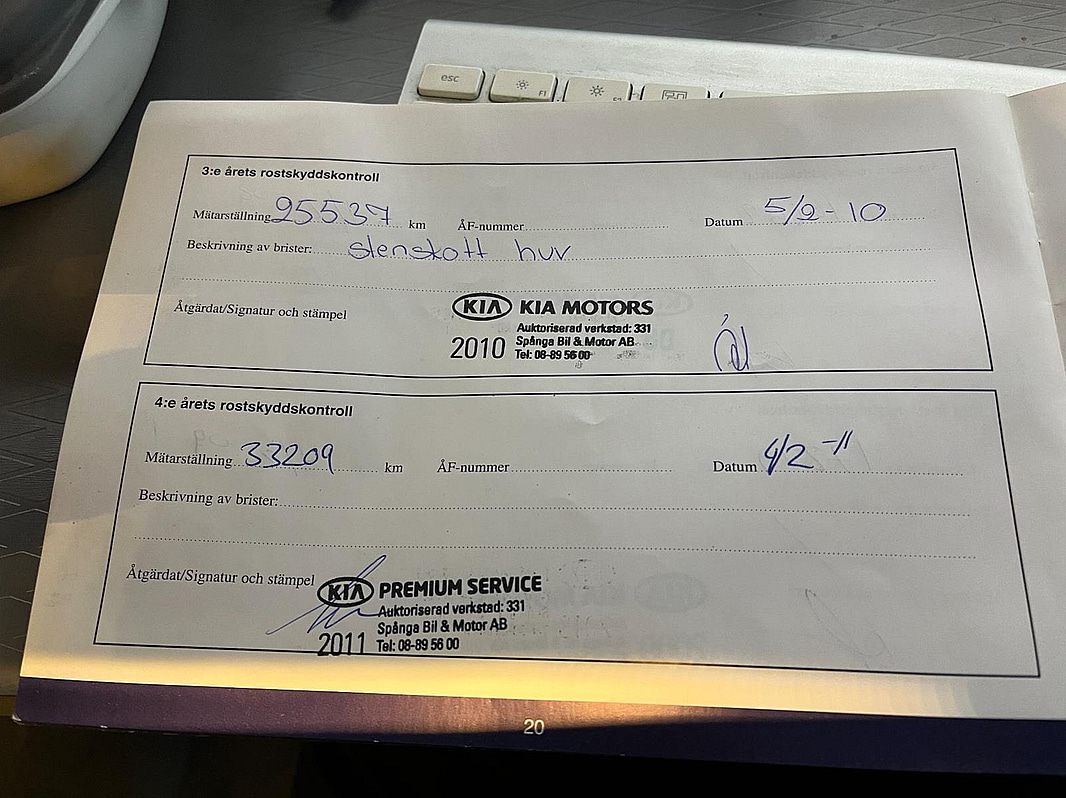 esc
F1
F2
3:e årets rostskyddskontroll
Mätarställning 25537 km ÅF-nummer Datum 5/2-10
Beskrivning av brister: stenskott huv
Åtgärdat/Signatur och stämpel
KIA KIA MOTORS
Auktoriserad verkstad: 331
2010 Spånga Bil & Motor AB
Tel: 08-89 56 00
4:e årets rostskyddskontroll
Mätarställning 33209 km ÅF-nummer Datum 4/2-11
Beskrivning av brister:
Åtgärdat/Signatur och stämpel
KIA PREMIUM SERVICE
Auktoriserad verkstad: 331
Spånga Bil & Motor AB
2011 Tel: 08-89 56 00
20